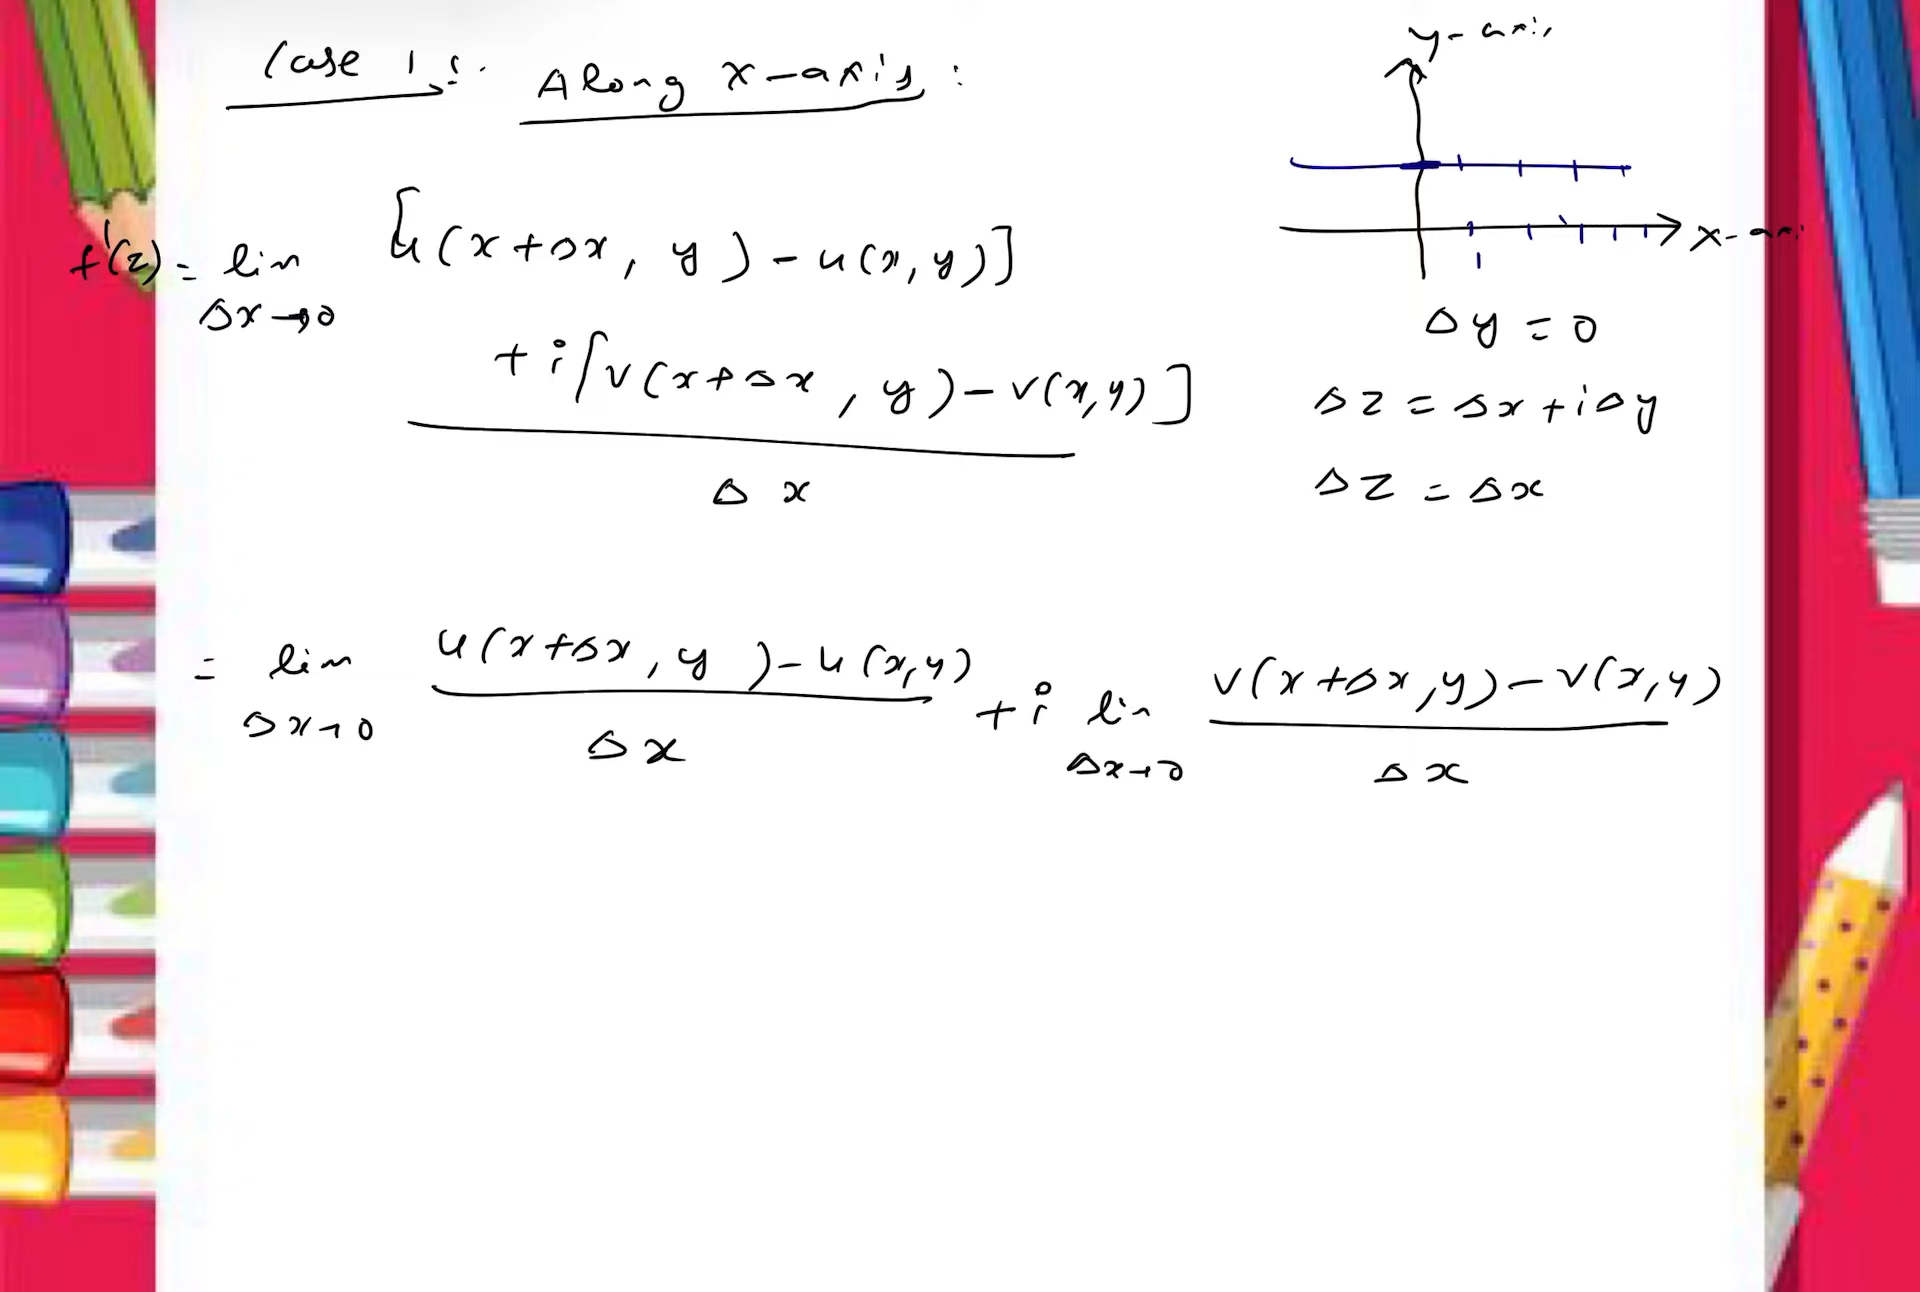 Case 1: Along x-axis:
y-axis
x-axi
f'(z) = lim Δx→0 [u(x+Δx, y) - u(x,y)]
+ i[v(x+Δx, y) - v(x,y)]
Δx
Δy = 0
Δz = Δx + iΔy
Δz = Δx
= lim Δx→0 u(x+Δx, y) - u(x,y) / Δx + i lim Δx→0 v(x+Δx, y) - v(x,y) / Δx